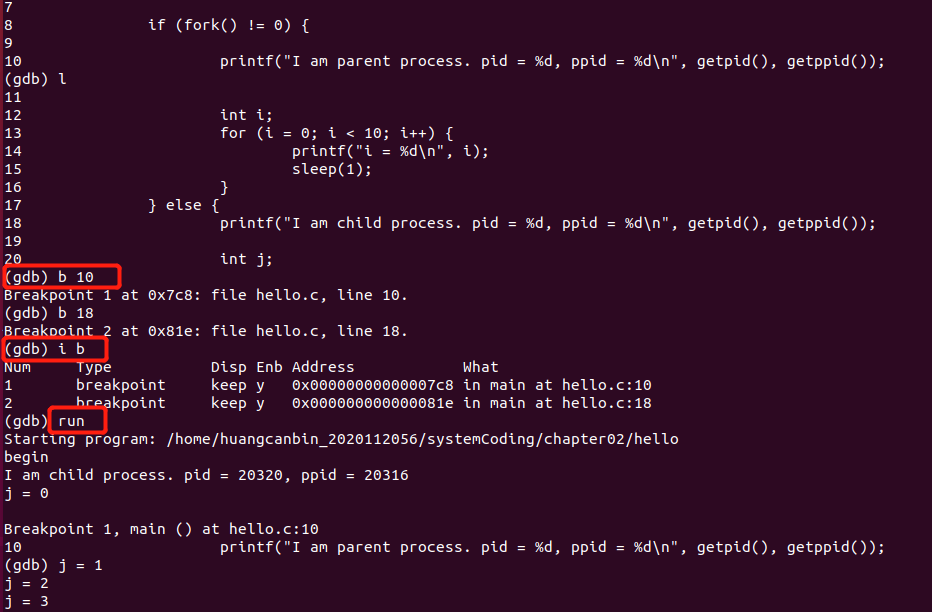 7
8               if (fork() != 0) {
9
10                      printf("I am parent process. pid = %d, ppid = %d\n", getpid(), getppid());
(gdb) l
11
12                      int i;
13                      for (i = 0; i < 10; i++) {
14                              printf("i = %d\n", i);
15                              sleep(1);
16                      }
17              } else {
18                      printf("I am child process. pid = %d, ppid = %d\n", getpid(), getppid());
19
20                      int j;
(gdb) b 10
Breakpoint 1 at 0x7c8: file hello.c, line 10.
(gdb) b 18
Breakpoint 2 at 0x81e: file hello.c, line 18.
(gdb) i b
Num     Type           Disp Enb Address            What
1       breakpoint     keep y   0x00000000000007c8 in main at hello.c:10
2       breakpoint     keep y   0x000000000000081e in main at hello.c:18
(gdb) run
Starting program: /home/huangcanbin_2020112056/systemCoding/chapter02/hello
begin
I am child process. pid = 20320, ppid = 20316
j = 0

Breakpoint 1, main () at hello.c:10
10                      printf("I am parent process. pid = %d, ppid = %d\n", getpid(), getppid());
(gdb) j = 1
j = 2
j = 3